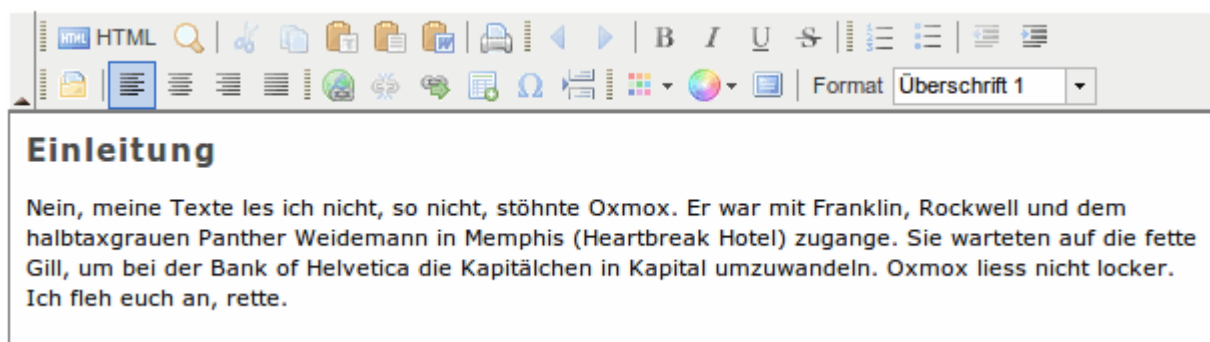 HTML B I U S
Ω Format Überschrift 1
Einleitung
Nein, meine Texte les ich nicht, so nicht, stöhnte Oxmox. Er war mit Franklin, Rockwell und dem
halbtaxgrauen Panther Weidemann in Memphis (Heartbreak Hotel) zugange. Sie warteten auf die fette
Gill, um bei der Bank of Helvetica die Kapitälchen in Kapital umzuwandeln. Oxmox liess nicht locker.
Ich fleh euch an, rette.